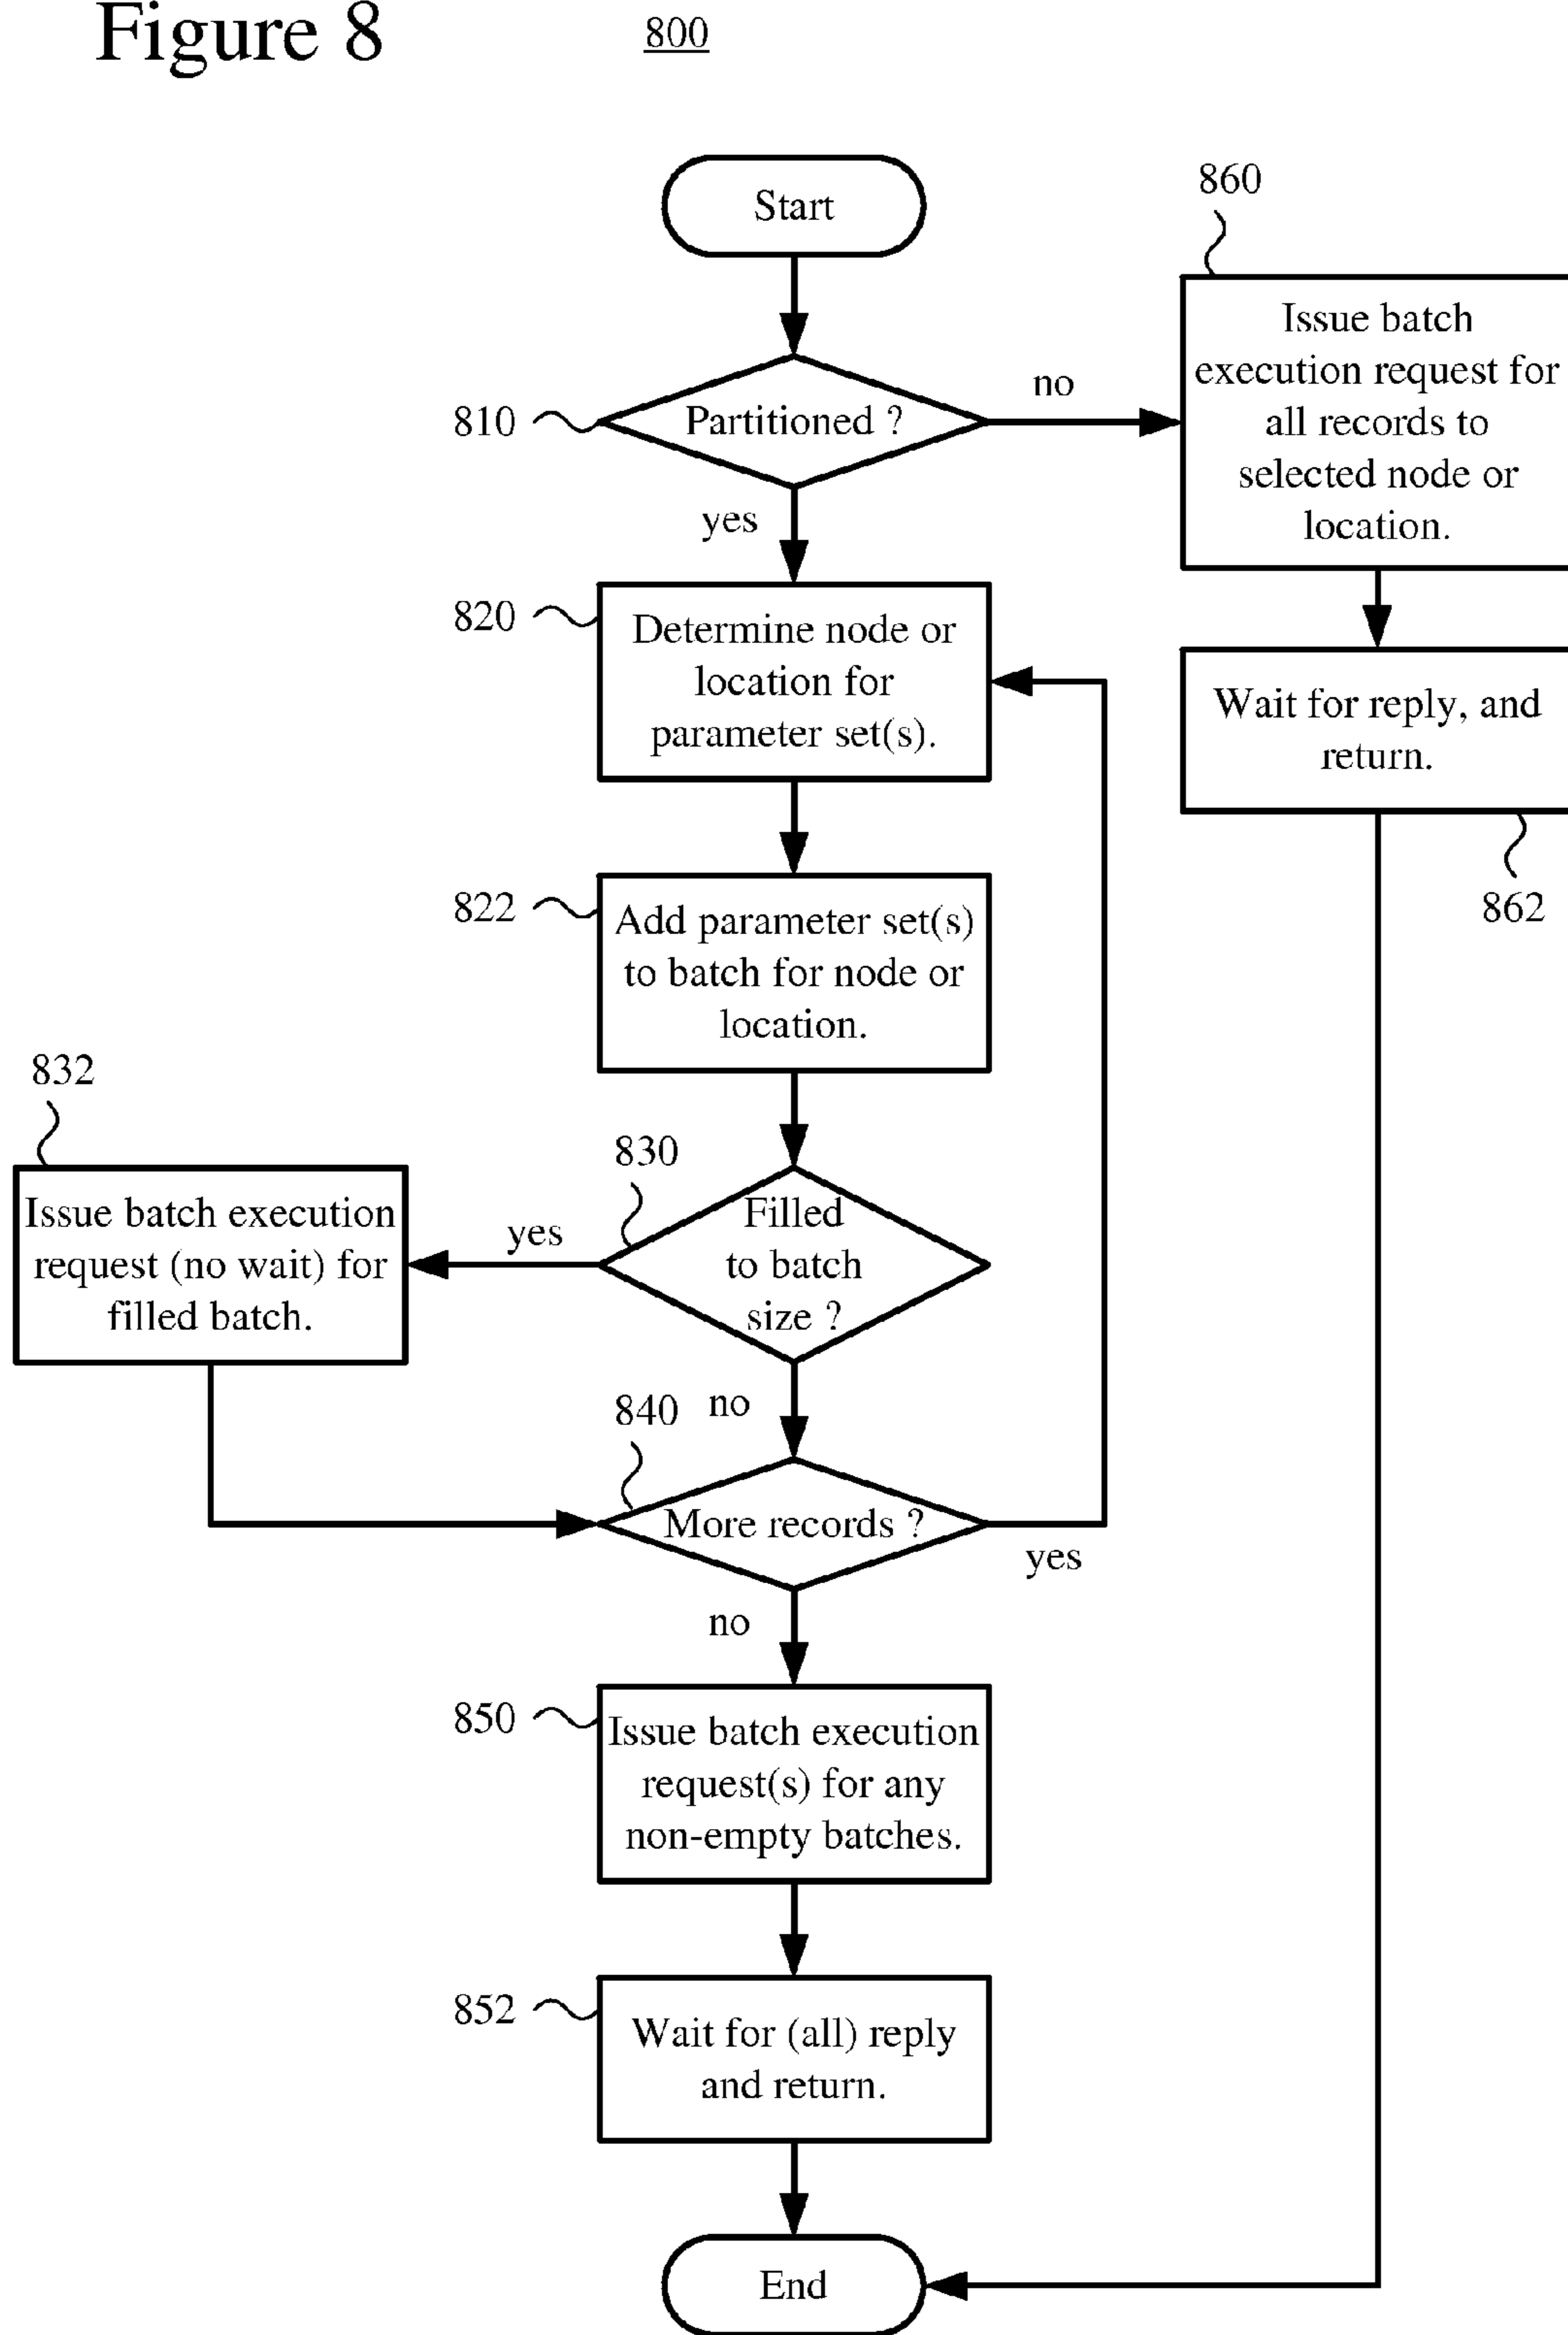 Figure 8
800
Start
860
Issue batch
execution request for
all records to
selected node or
location.
810
Partitioned ?
no
yes
820
Determine node or
location for
parameter set(s).
Wait for reply, and
return.
862
822
Add parameter set(s)
to batch for node or
location.
832
Issue batch execution
request (no wait) for
filled batch.
yes
830
Filled
to batch
size ?
no
840
More records ?
yes
no
850
Issue batch execution
request(s) for any
non-empty batches.
852
Wait for (all) reply
and return.
End